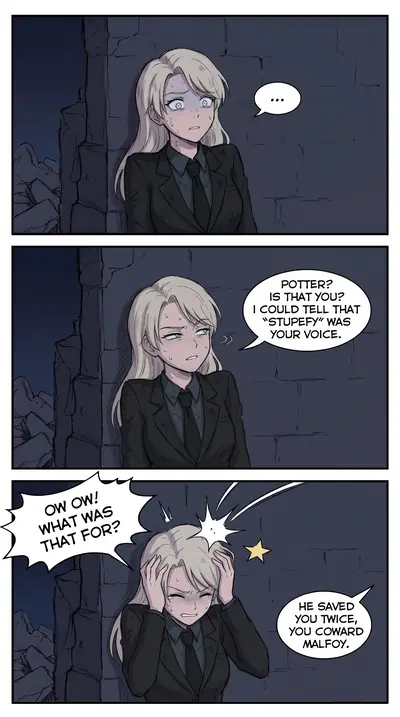 ...
POTTER?
IS THAT YOU?
I COULD TELL THAT
"STUPEFY" WAS
YOUR VOICE.
OW OW!
WHAT WAS
THAT FOR?
HE SAVED
YOU TWICE,
YOU COWARD
MALFOY.